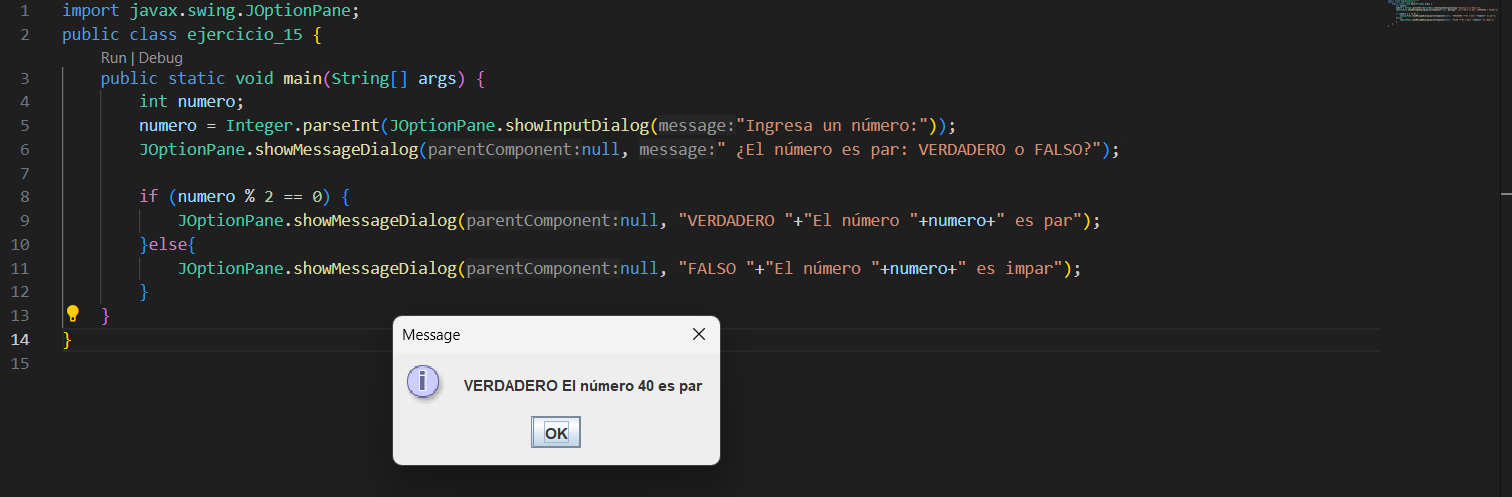 1 import javax.swing.JOptionPane;
2 public class ejercicio_15 {
Run | Debug
3 public static void main(String[] args) {
4 int numero;
5 numero = Integer.parseInt(JOptionPane.showInputDialog(message:"Ingresa un número:"));
6 JOptionPane.showMessageDialog(parentComponent:null, message:" ¿El número es par: VERDADERO o FALSO?");
7
8 if (numero % 2 == 0) {
9 JOptionPane.showMessageDialog(parentComponent:null, "VERDADERO "+"El número "+numero+" es par");
10 }else{
11 JOptionPane.showMessageDialog(parentComponent:null, "FALSO "+"El número "+numero+" es impar");
12 }
13 }
14 }
15
Message
VERDADERO El número 40 es par
OK